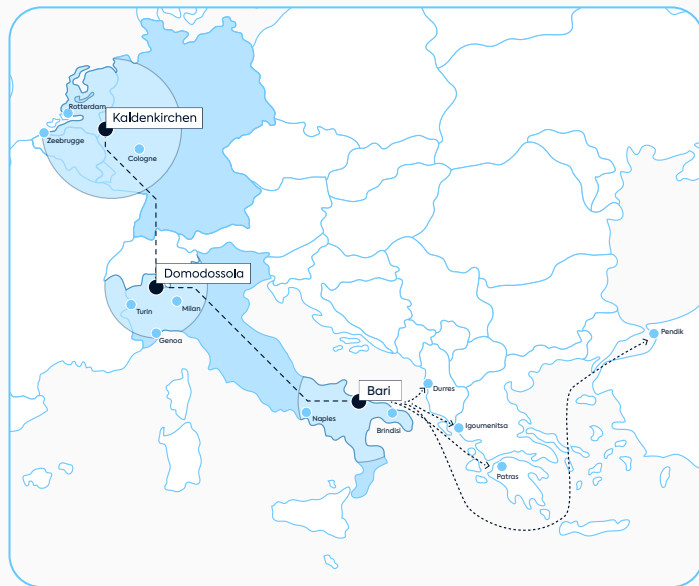 Rotterdam
Kaldenkirchen
Zeebrugge
Cologne
Domodossola
Turin
Milan
Genoa
Pendik
Bari
Durres
Naples
Brindisi
Igoumenitsa
Patras